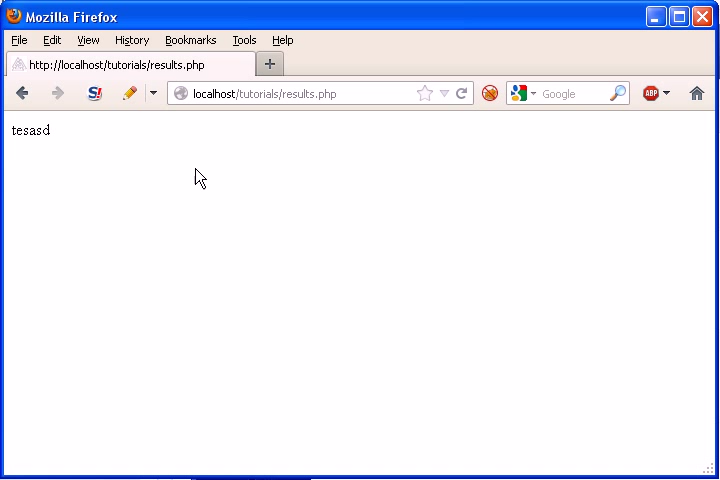 Mozilla Firefox
File Edit View History Bookmarks Tools Help
http://localhost/tutorials/results.php
S! localhost/tutorials/results.php Google ABP
tesasd